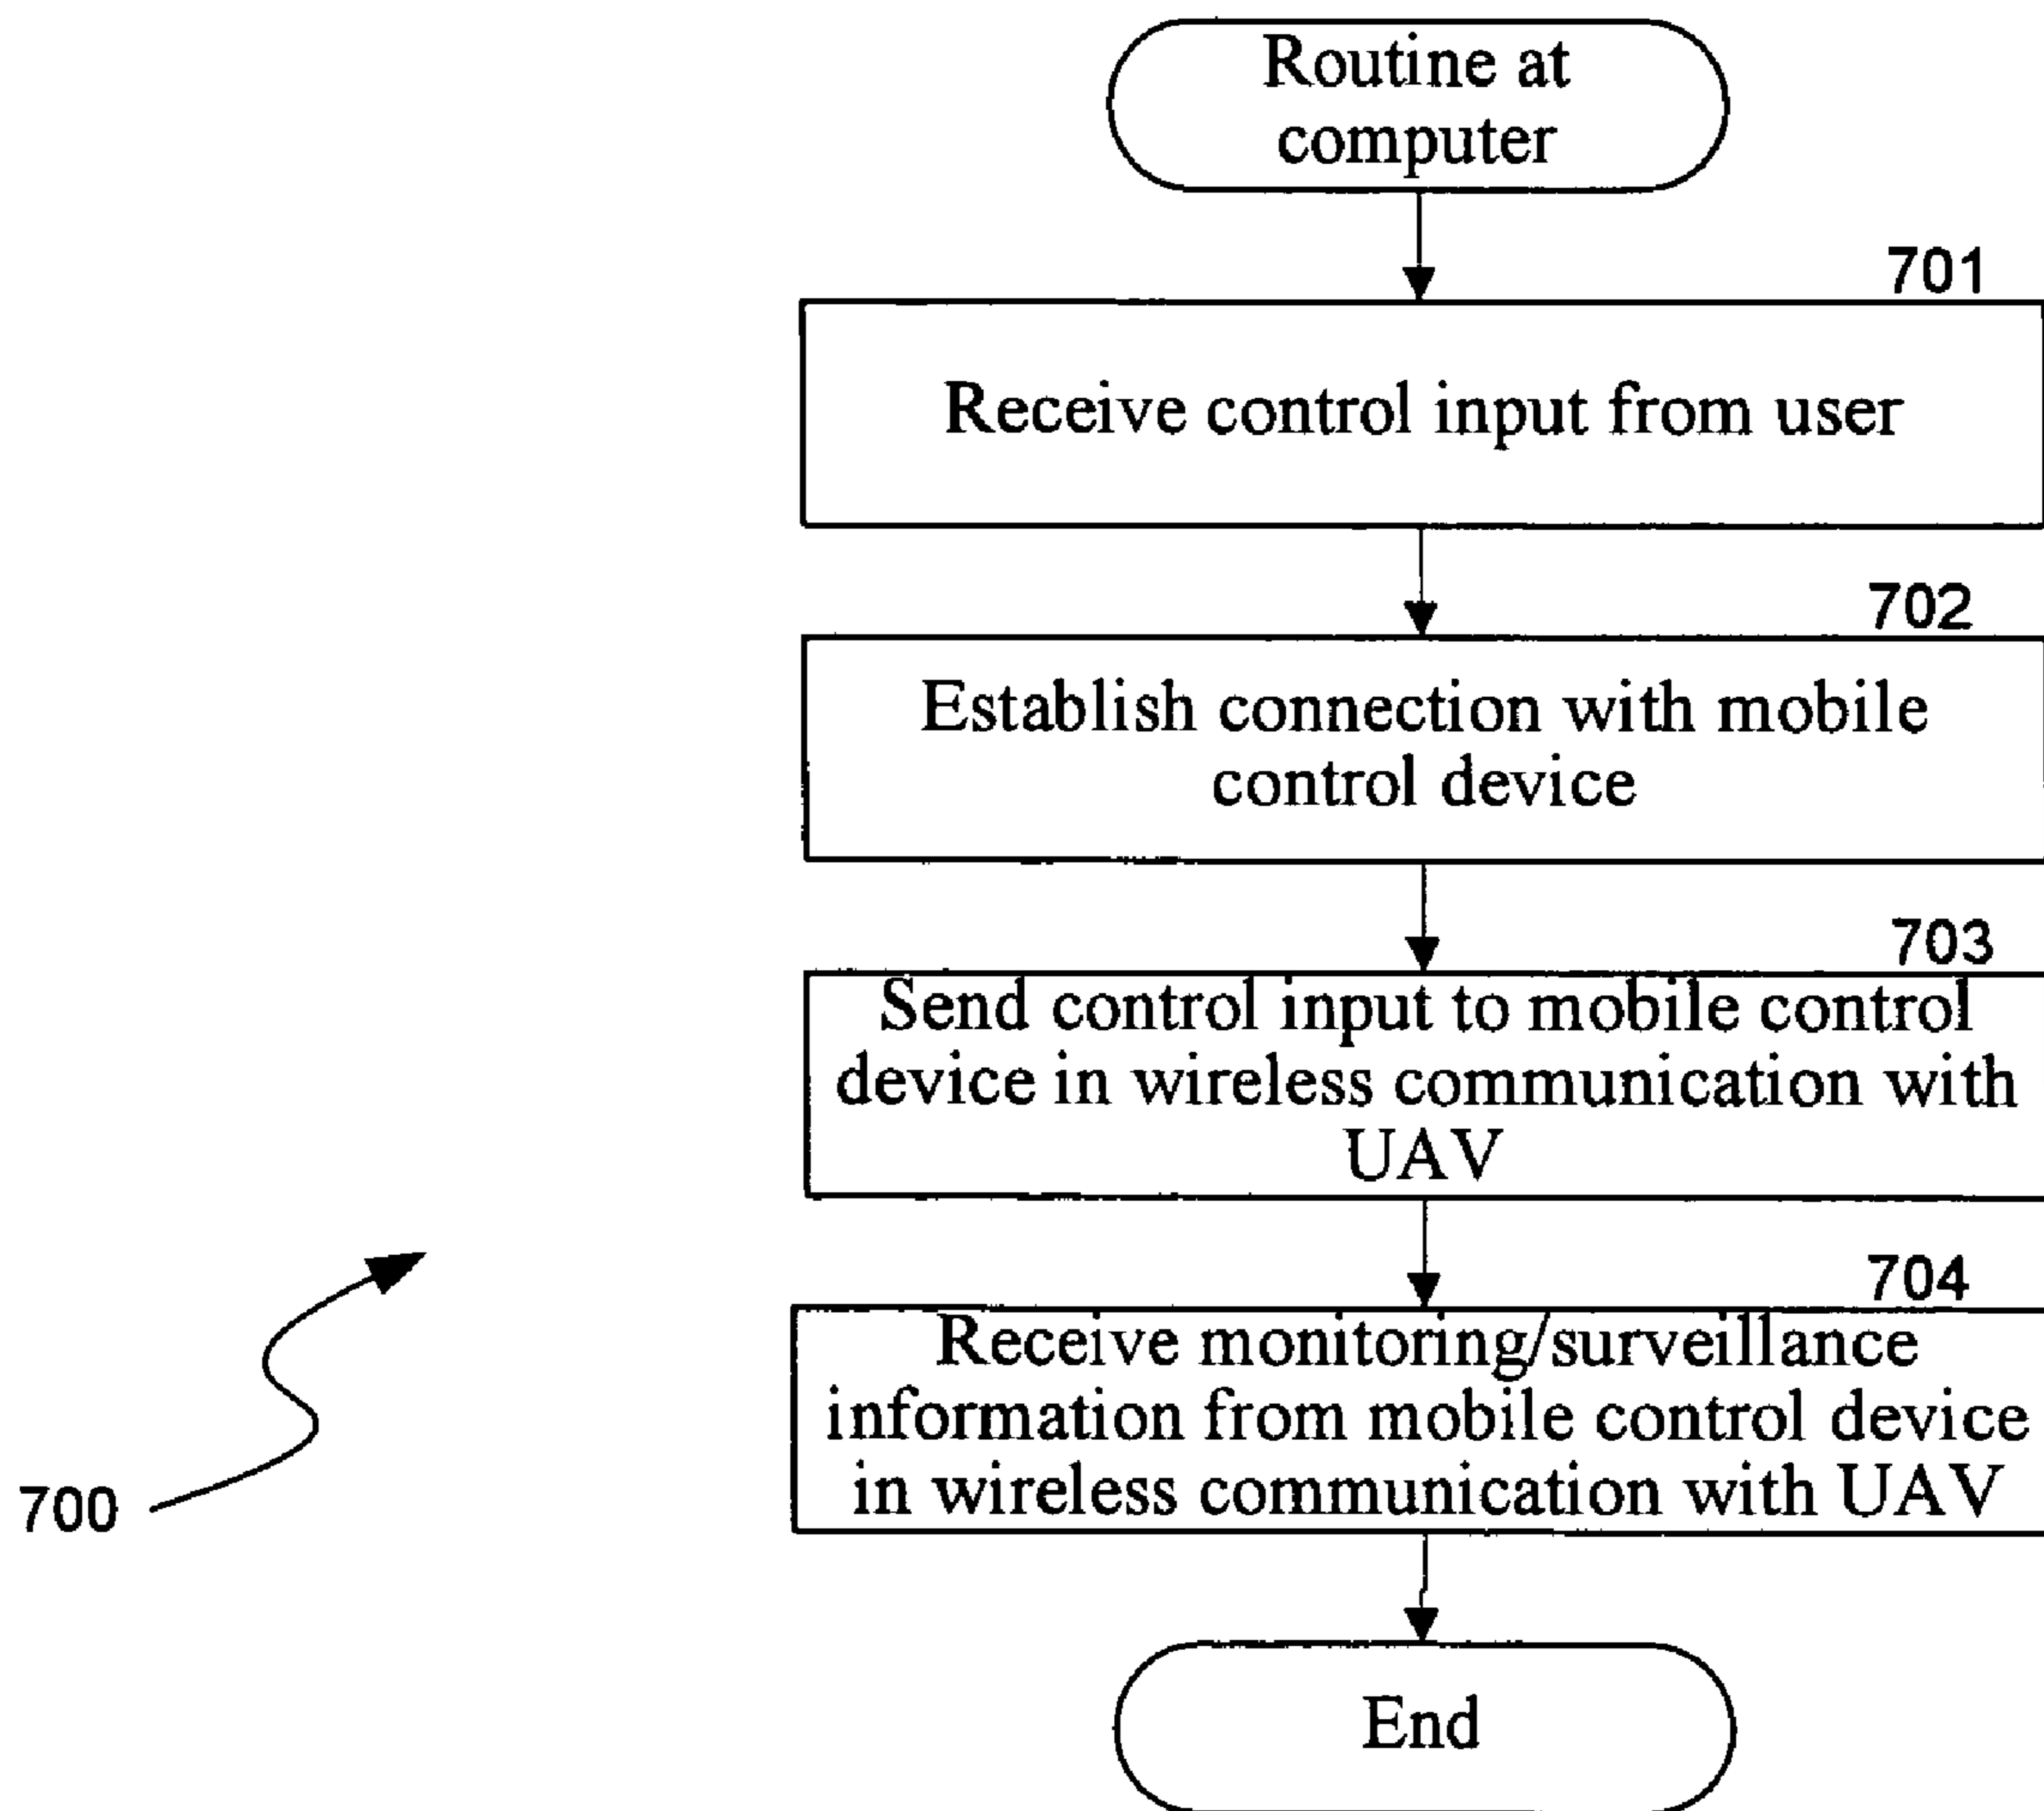 Routine at
computer
701
Receive control input from user
702
Establish connection with mobile
control device
703
Send control input to mobile control
device in wireless communication with
UAV
704
Receive monitoring/surveillance
information from mobile control device
in wireless communication with UAV
700
End